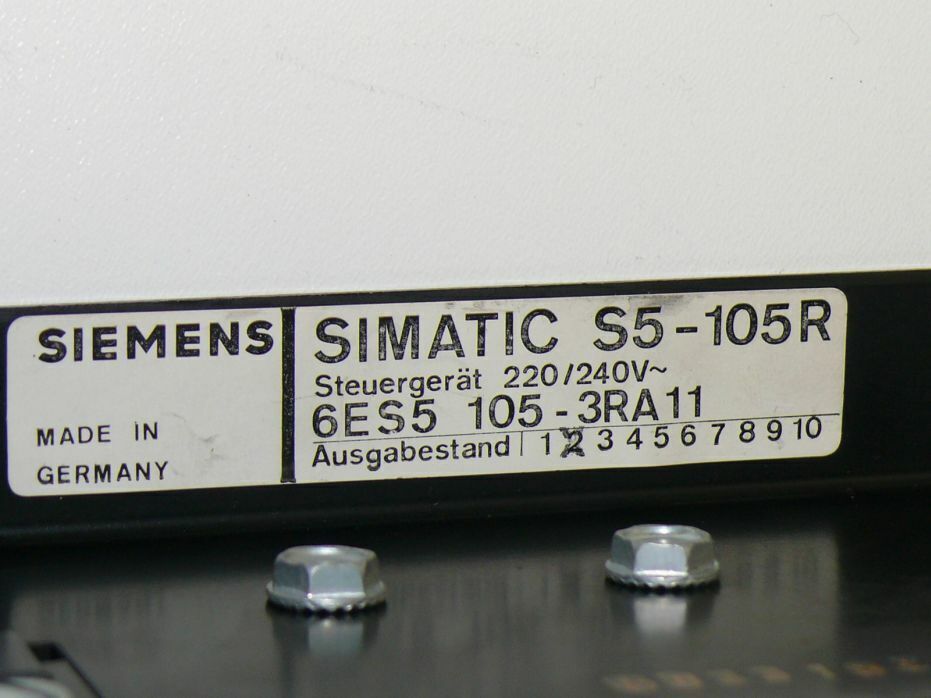 SIEMENS
MADE IN
GERMANY
SIMATIC S5-105R
Steuergerät 220/240V~
6ES5 105-3RA11
Ausgabestand 1 2 3 4 5 6 7 8 9 10